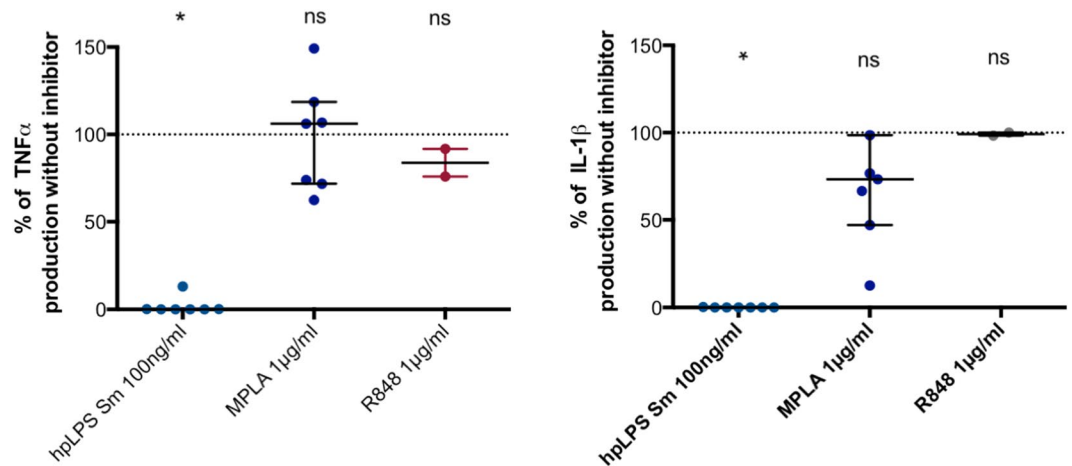 * ns ns
% of TNFα
production without inhibitor
150
100
50
0
hpLPS Sm 100ng/ml
MPLA 1µg/ml
R848 1µg/ml
* ns ns
% of IL-1β
production without inhibitor
150
100
50
0
hpLPS Sm 100ng/ml
MPLA 1µg/ml
R848 1µg/ml